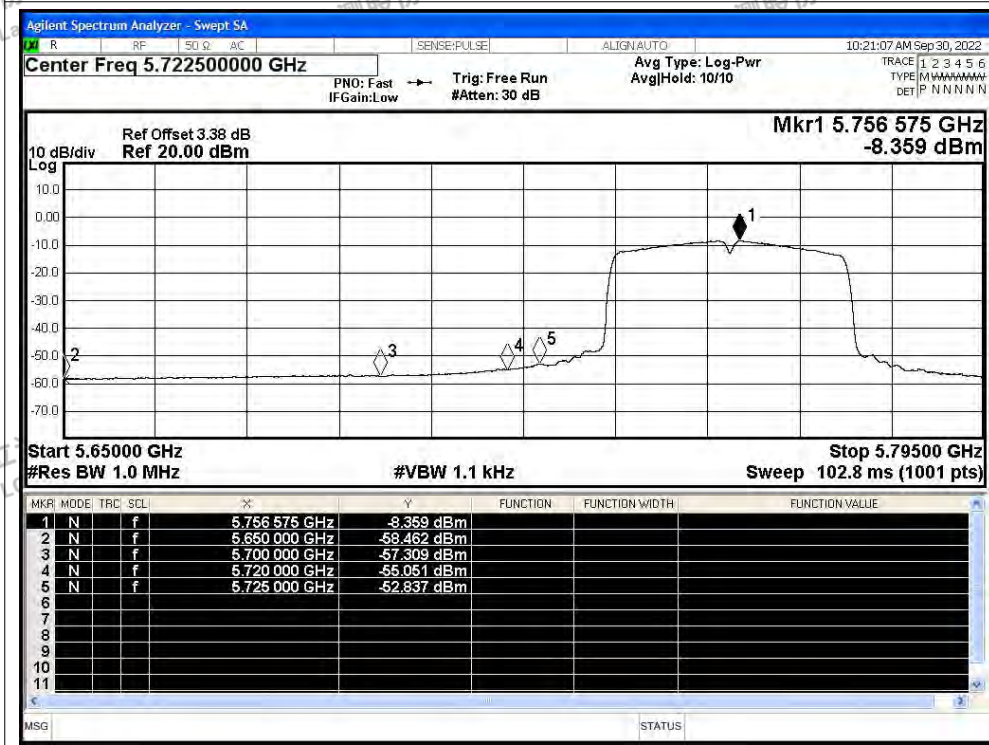 Agilent Spectrum Analyzer - Swept SA
R RF 50 Ω AC SENSE:PULSE ALIGN AUTO 10:21:07 AM Sep 30, 2022
Center Freq 5.722500000 GHz
PNO: Fast
IFGain:Low
Trig: Free Run
#Atten: 30 dB
Avg Type: Log-Pwr
Avg|Hold: 10/10
TRACE 1 2 3 4 5 6
TYPE M WWWWW
DET P N N N N N
Mkr1 5.756 575 GHz
-8.359 dBm
Ref Offset 3.38 dB
10 dB/div Ref 20.00 dBm
Log
10.0
0.00
-10.0
-20.0
-30.0
-40.0
-50.0
-60.0
-70.0
1
2
3
4
5
Start 5.65000 GHz Stop 5.79500 GHz
#Res BW 1.0 MHz #VBW 1.1 kHz Sweep 102.8 ms (1001 pts)
MKR MODE TRC SCL X Y FUNCTION FUNCTION WIDTH FUNCTION VALUE
1 N f 5.756 575 GHz -8.359 dBm
2 N f 5.650 000 GHz -58.462 dBm
3 N f 5.700 000 GHz -57.309 dBm
4 N f 5.720 000 GHz -55.051 dBm
5 N f 5.725 000 GHz -52.837 dBm
6
7
8
9
10
11
MSG STATUS